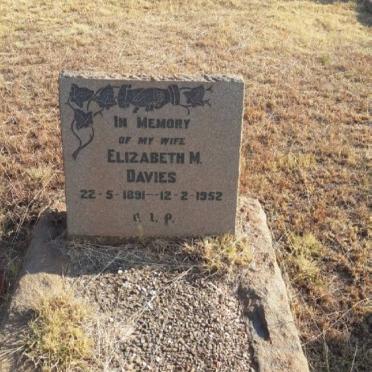 IN MEMORY
OF MY WIFE
ELIZABETH M.
DAVIES
22-5-1891-12-2-1952
R.I.P.